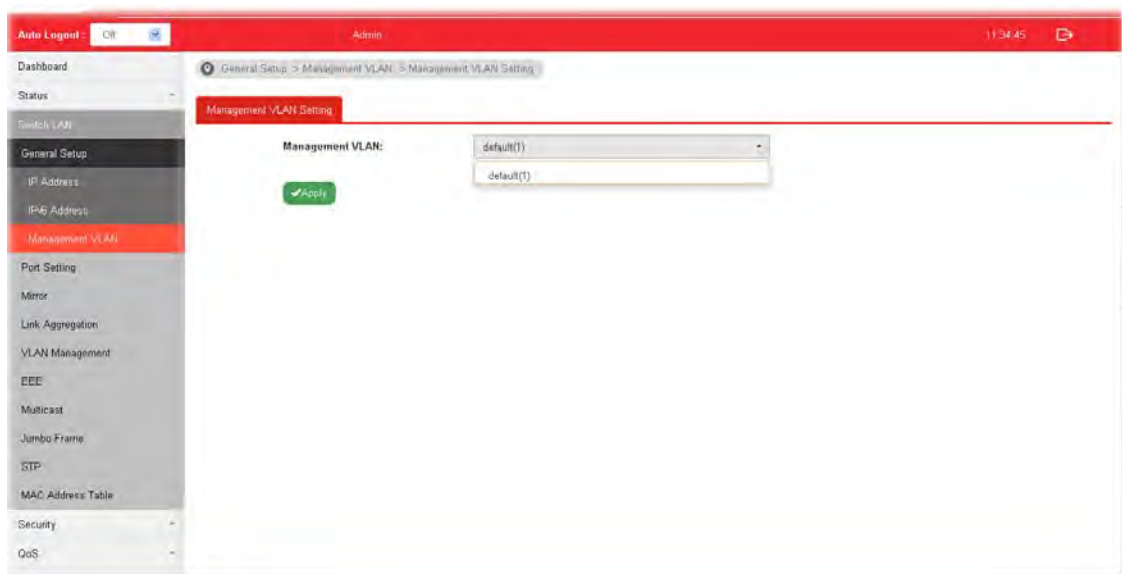 Auto Logout : Off
Admin
11:34:45
Dashboard
Status
Switch LAN
General Setup
IP Address
IPv6 Address
Management VLAN
Port Setting
Mirror
Link Aggregation
VLAN Management
EEE
Multicast
Jumbo Frame
STP
MAC Address Table
Security
QoS
General Setup > Management VLAN > Management VLAN Setting
Management VLAN Setting
Management VLAN:
default(1)
default(1)
Apply